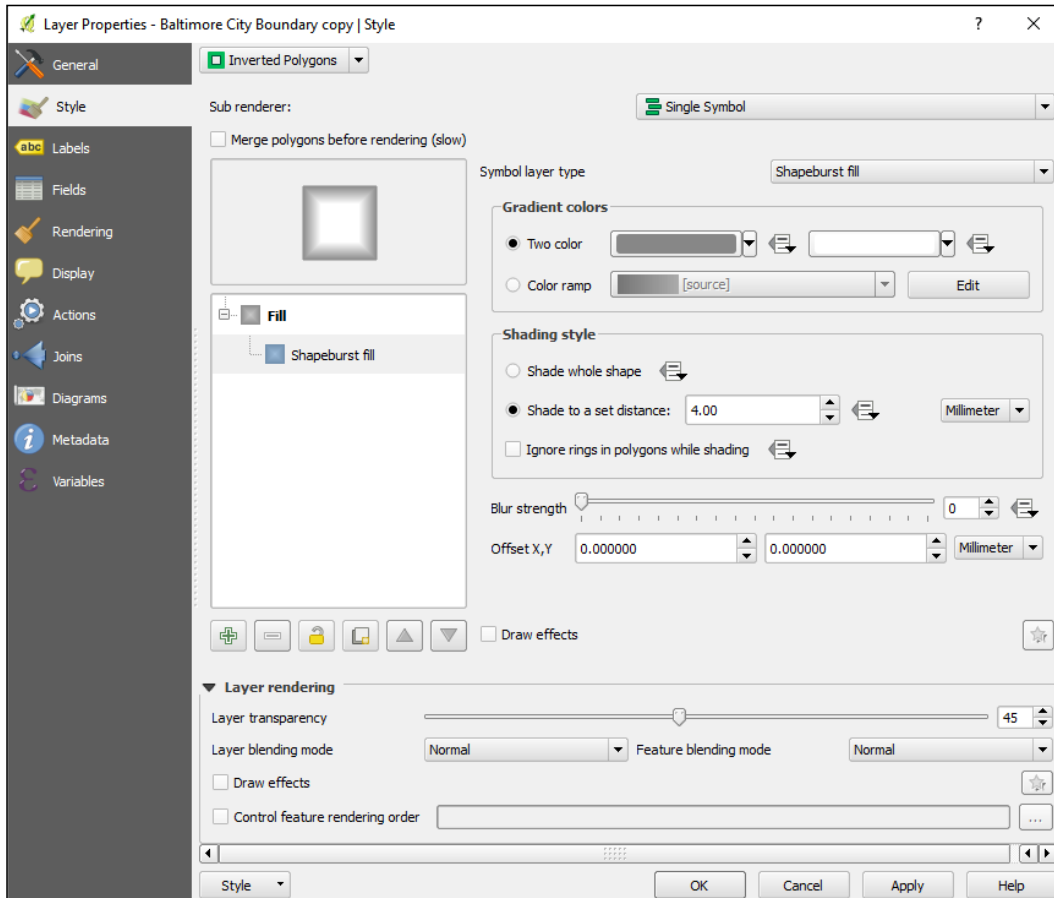 Layer Properties - Baltimore City Boundary copy | Style
?
General
Style
Labels
Fields
Rendering
Display
Actions
Joins
Diagrams
Metadata
Variables
abc
Inverted Polygons
Sub renderer:
Single Symbol
Merge polygons before rendering (slow)
Symbol layer type
Shapeburst fill
Gradient colors
Two color
Color ramp
[source]
Edit
Fill
Shapeburst fill
Shading style
Shade whole shape
Shade to a set distance:
4.00
Millimeter
Ignore rings in polygons while shading
Blur strength
0
Offset X,Y
0.000000
0.000000
Millimeter
Draw effects
Layer rendering
Layer transparency
45
Layer blending mode
Normal
Feature blending mode
Normal
Draw effects
Control feature rendering order
...
Style
OK
Cancel
Apply
Help